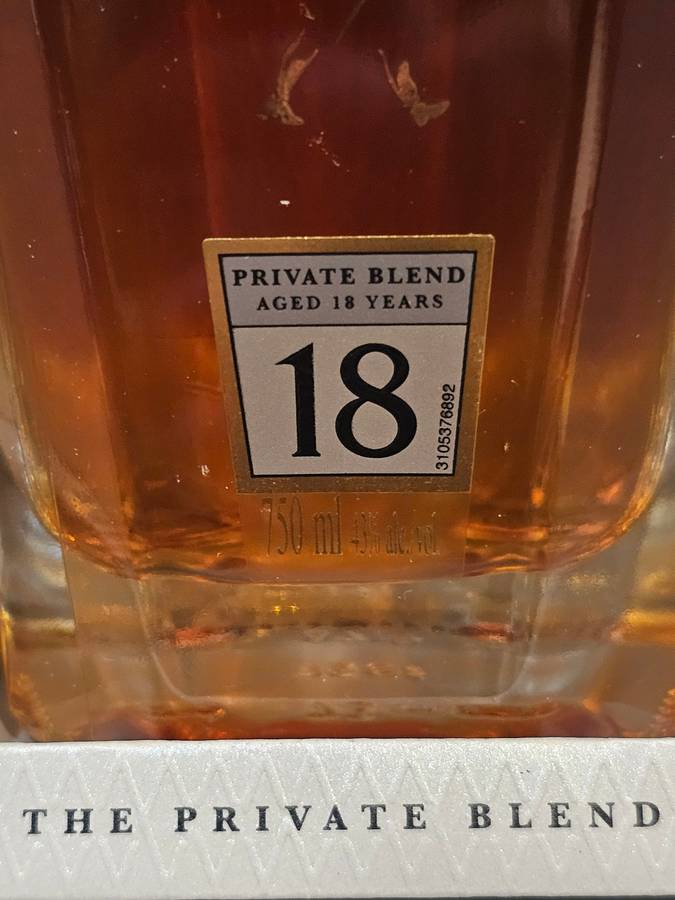 PRIVATE BLEND
AGED 18 YEARS
18
3105376892
750 ml 43% alc./vol.
THE PRIVATE BLEND